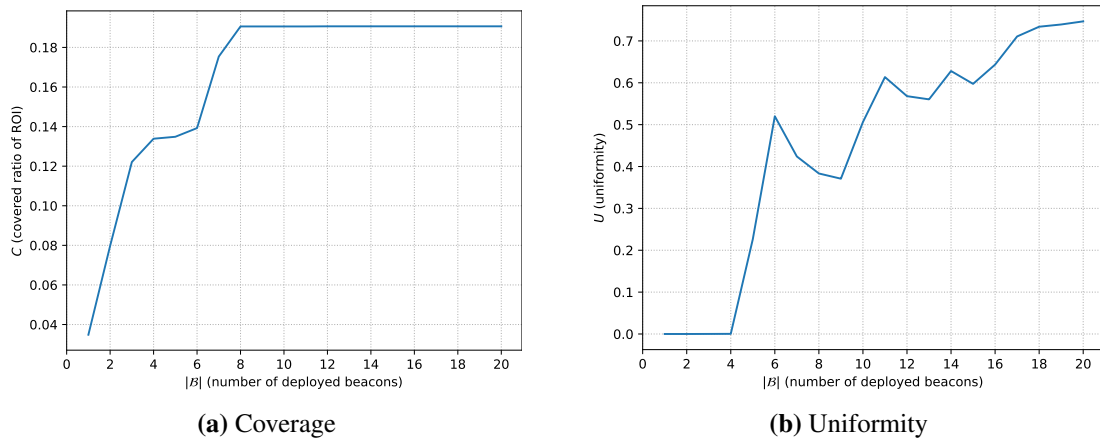 0.18
0.16
0.14
0.12
0.10
0.08
0.06
0.04
C (covered ratio of ROI)
0 2 4 6 8 10 12 14 16 18 20
|ℬ| (number of deployed beacons)
(a) Coverage
0.7
0.6
0.5
0.4
0.3
0.2
0.1
0.0
U (uniformity)
0 2 4 6 8 10 12 14 16 18 20
|ℬ| (number of deployed beacons)
(b) Uniformity